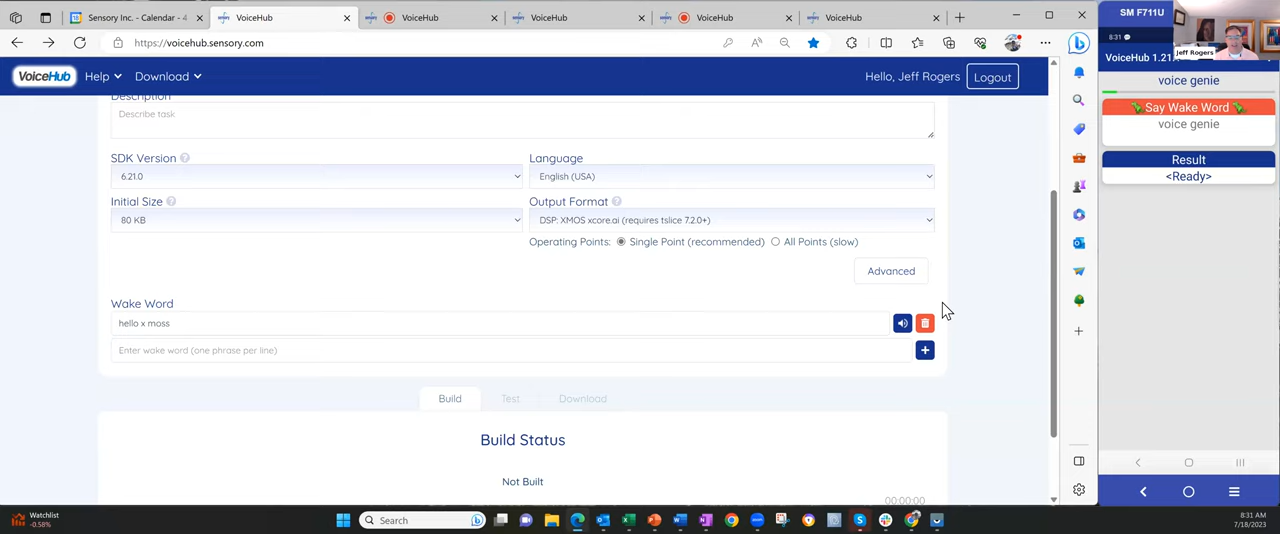 Sensory Inc. - Calendar - 4
VoiceHub
VoiceHub
VoiceHub
VoiceHub
VoiceHub
https://voicehub.sensory.com
VoiceHub
Help
Download
Hello, Jeff Rogers
Logout
Description
Describe task
SDK Version
Language
6.21.0
English (USA)
Initial Size
Output Format
80 KB
DSP: XMOS xcore.ai (requires tslice 7.2.0+)
Operating Points:
Single Point (recommended)
All Points (slow)
Advanced
Wake Word
hello x moss
Enter wake word (one phrase per line)
Build
Test
Download
Build Status
Not Built
00:00:00
SM F711U
8:31
Jeff Rogers
VoiceHub 1.21.
voice genie
Say Wake Word
voice genie
Result
<Ready>
Watchlist
-0.58%
Search
8:31 AM
7/18/2023